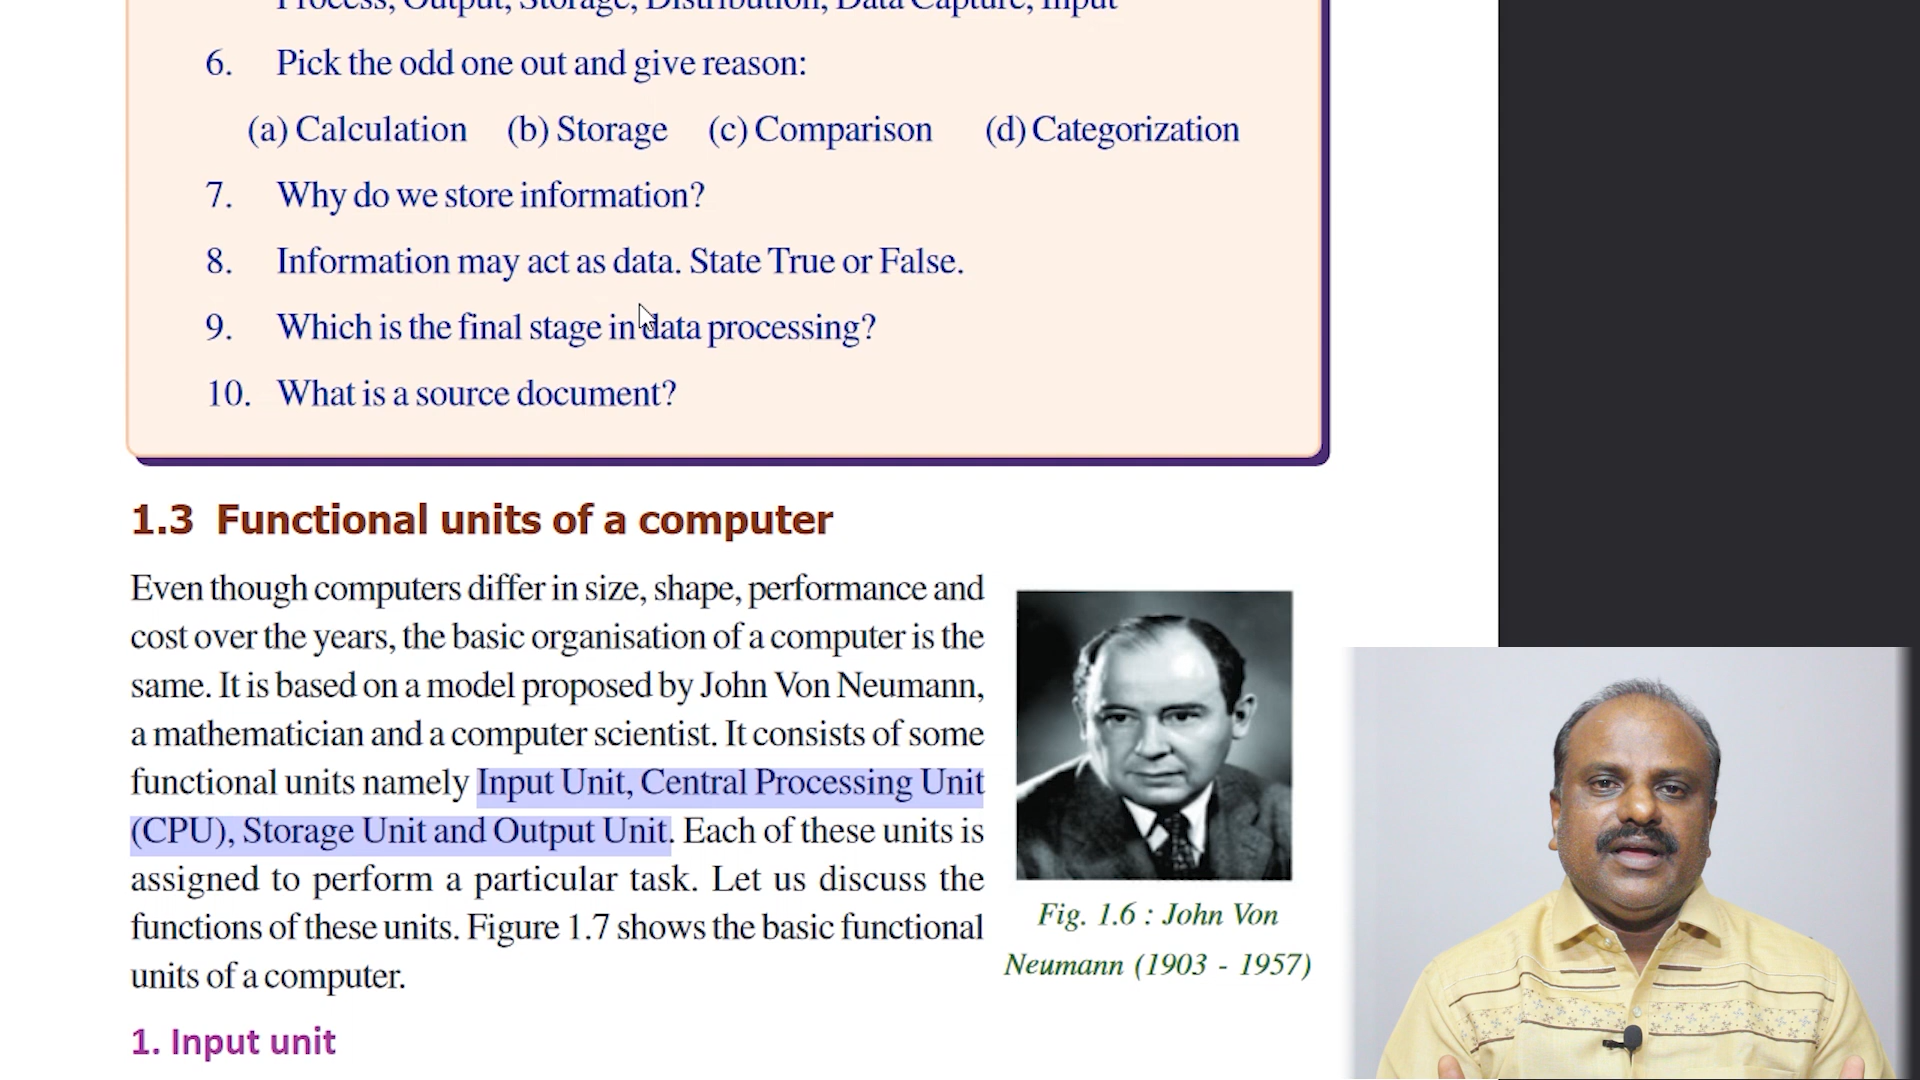 Process, Output, Storage, Distribution, Data Capture, Input
6. Pick the odd one out and give reason:
(a) Calculation (b) Storage (c) Comparison (d) Categorization
7. Why do we store information?
8. Information may act as data. State True or False.
9. Which is the final stage in data processing?
10. What is a source document?
1.3 Functional units of a computer
Even though computers differ in size, shape, performance and
cost over the years, the basic organisation of a computer is the
same. It is based on a model proposed by John Von Neumann,
a mathematician and a computer scientist. It consists of some
functional units namely Input Unit, Central Processing Unit
(CPU), Storage Unit and Output Unit. Each of these units is
assigned to perform a particular task. Let us discuss the
functions of these units. Figure 1.7 shows the basic functional
units of a computer.
Fig. 1.6 : John Von
Neumann (1903 - 1957)
1. Input unit